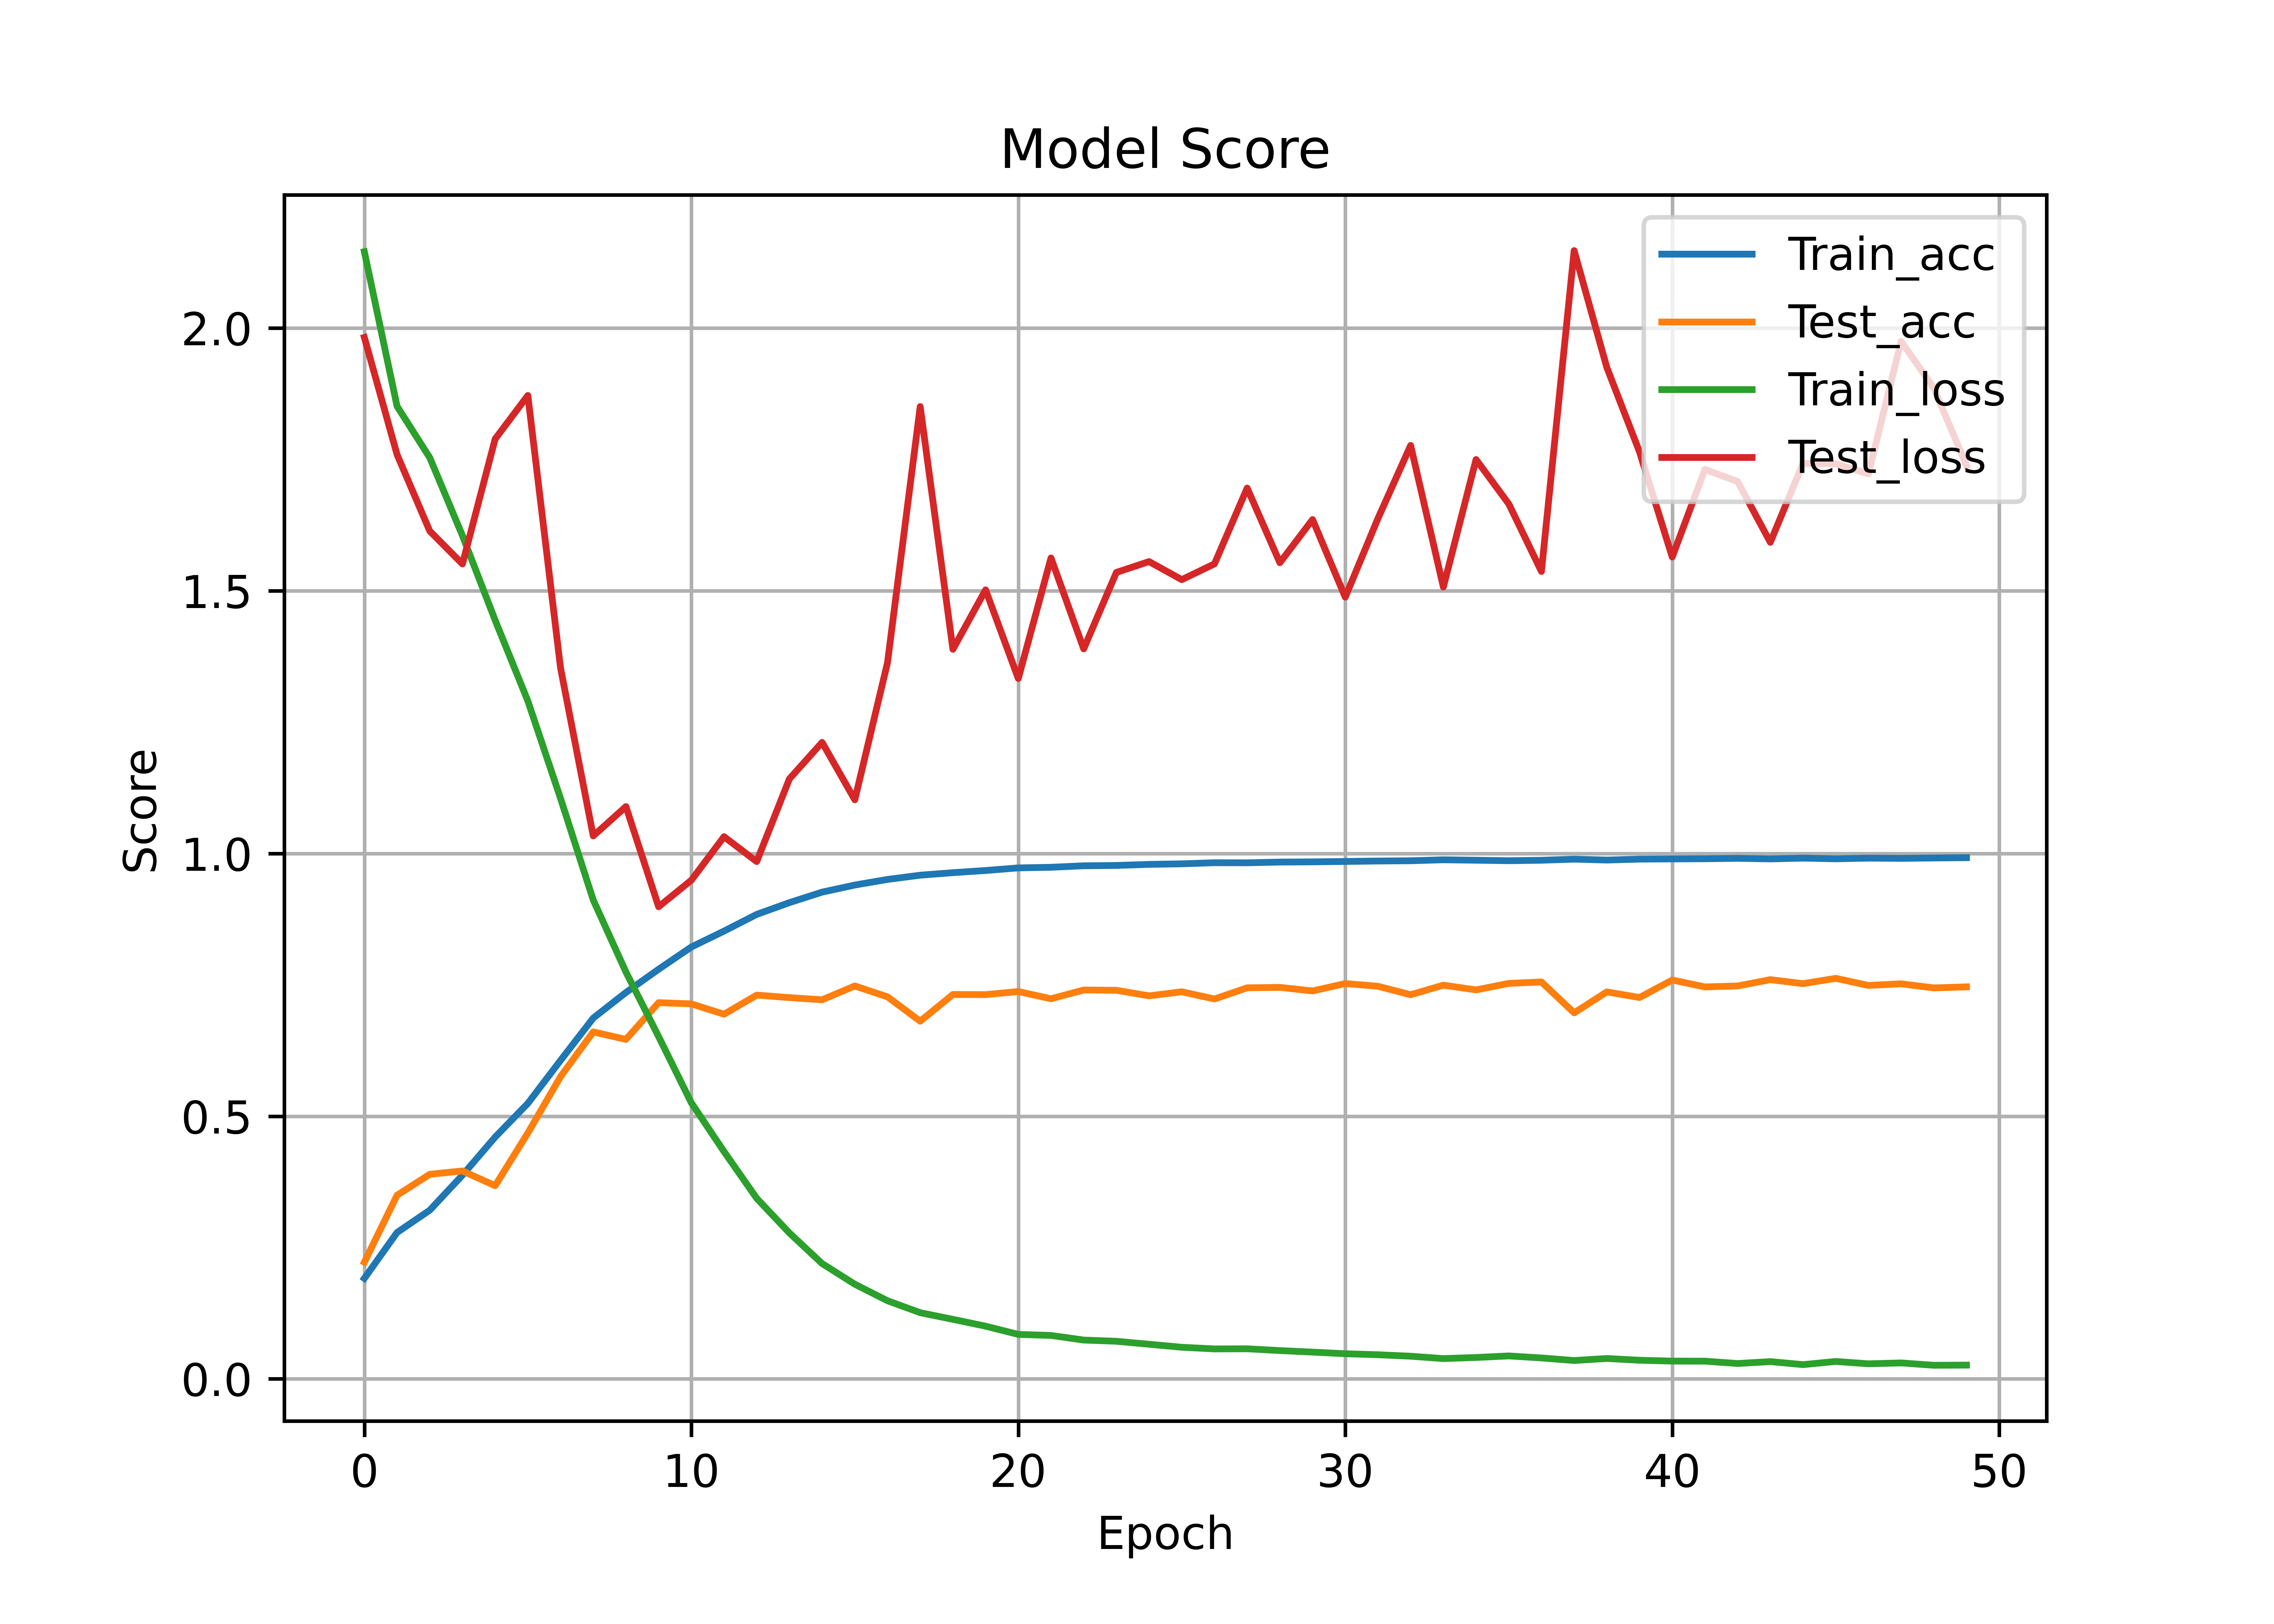 Model Score
Train_acc
Test_acc
Train_loss
Test_loss
2.0
1.5
1.0
0.5
0.0
Score
0 10 20 30 40 50
Epoch